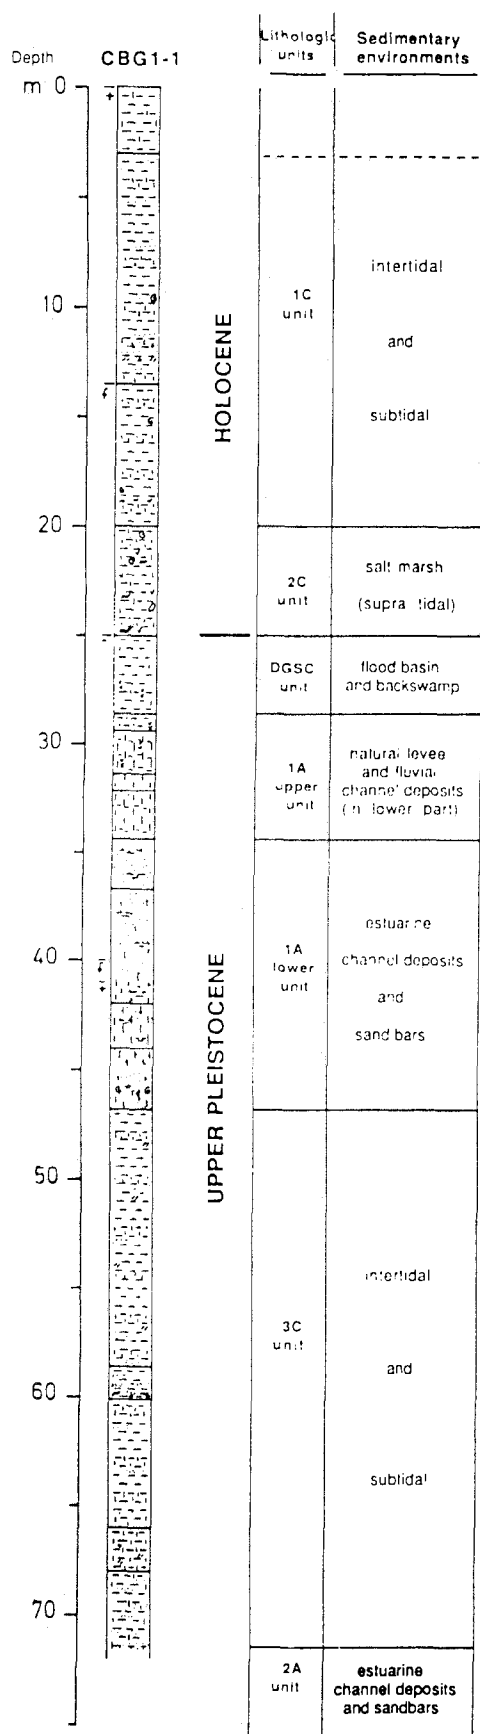 Lithologic
Sedimentary
Depth
CBG1-1
units
environments
m 0
10
20
30
40
50
60
70
HOLOCENE
UPPER PLEISTOCENE
1C
unit
intertidal
and
subtidal
2C
unit
salt marsh
(supra tidal)
DGSC
unit
flood basin
and backswamp
1A
upper
unit
natural levee
and fluvial
channel deposits
(in lower part)
1A
lower
unit
estuarine
channel deposits
and
sand bars
3C
unit
intertidal
and
subtidal
2A
unit
estuarine
channel deposits
and sandbars